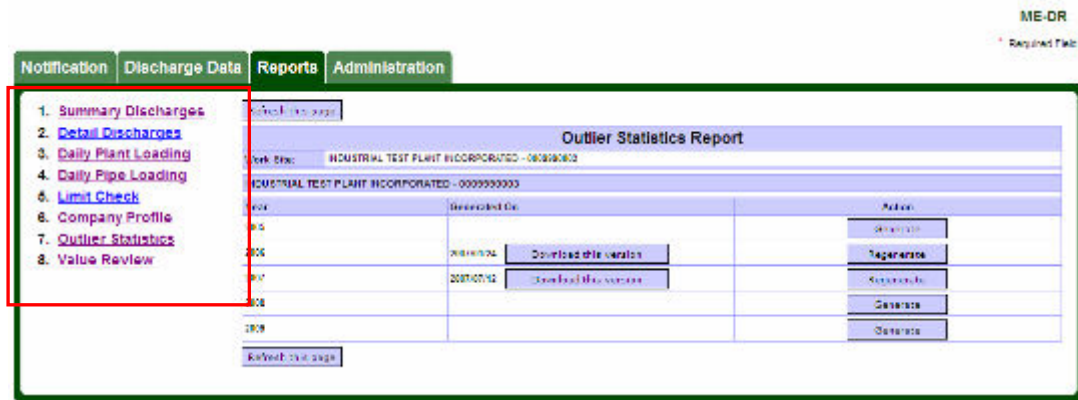 ME-DR
* Required Field
Notification Discharge Data Reports Administration
1. Summary Discharges
2. Detail Discharges
3. Daily Plant Loading
4. Daily Pipe Loading
5. Limit Check
6. Company Profile
7. Outlier Statistics
8. Value Review
Refresh this page
Outlier Statistics Report
Work Site: INDUSTRIAL TEST PLANT INCORPORATED -
INDUSTRIAL TEST PLANT INCORPORATED - 0009990003
Year Generated On Action
Generate
2006 Download this version Regenerate
2007 2007/07/12 Download this version Regenerate
2008 Generate
2009 Generate
Refresh this page